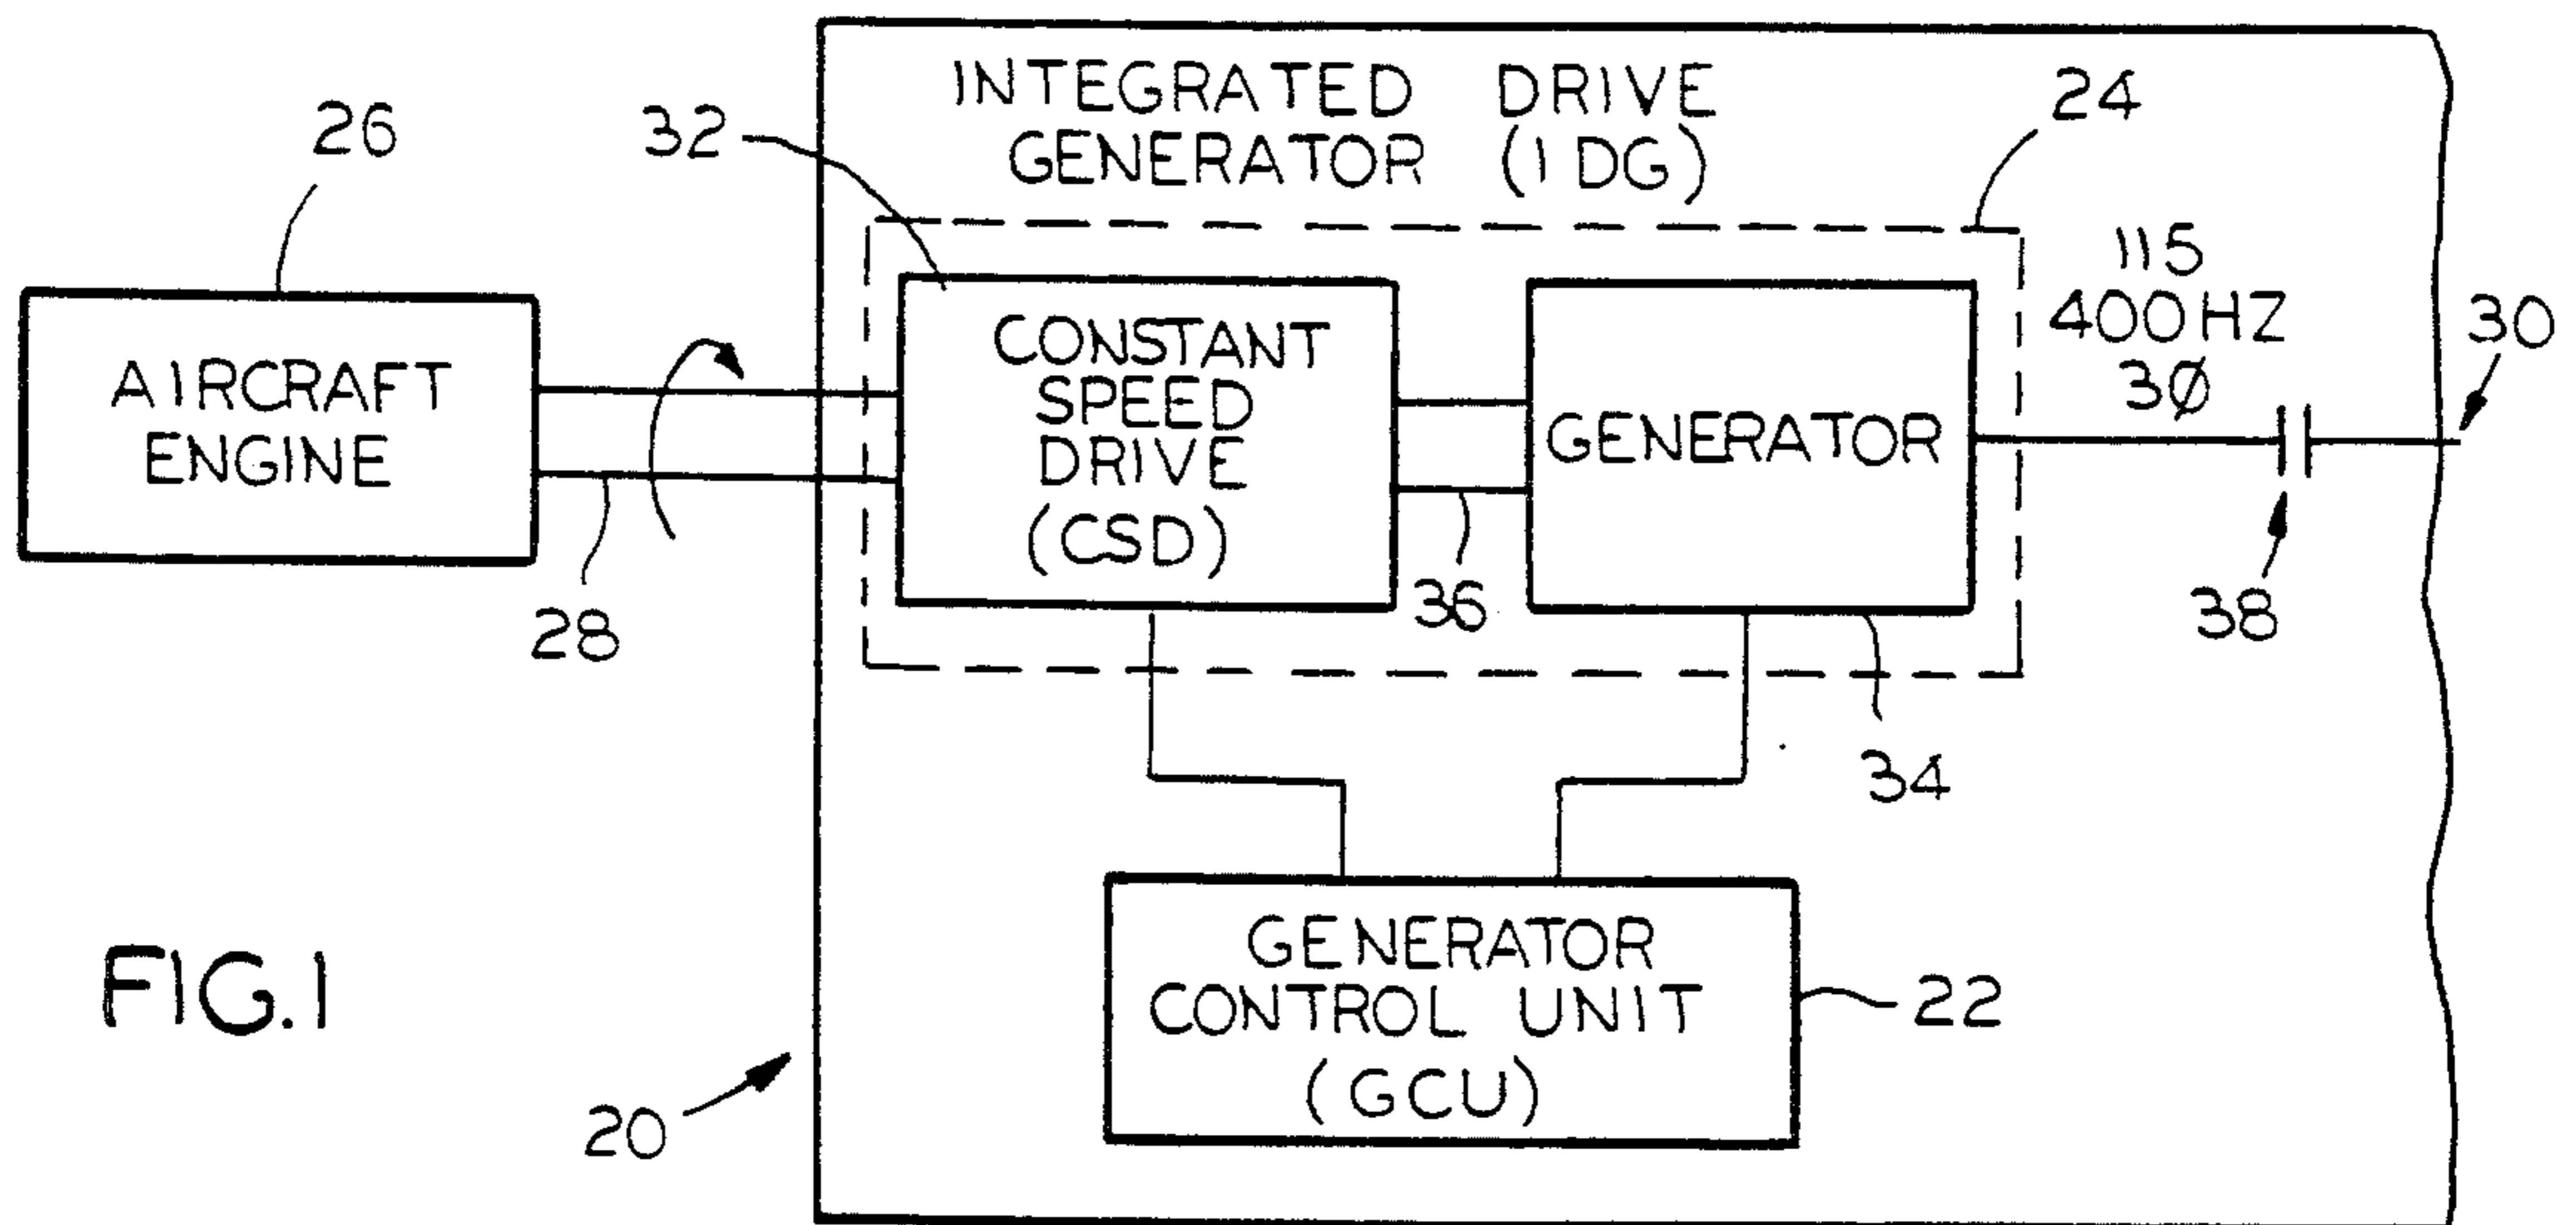 INTEGRATED DRIVE
GENERATOR (IDG)
24
26
32
115
400HZ
3Ø
30
AIRCRAFT
ENGINE
CONSTANT
SPEED
DRIVE
(CSD)
GENERATOR
28
36
38
34
GENERATOR
CONTROL UNIT
(GCU)
22
20
FIG.1